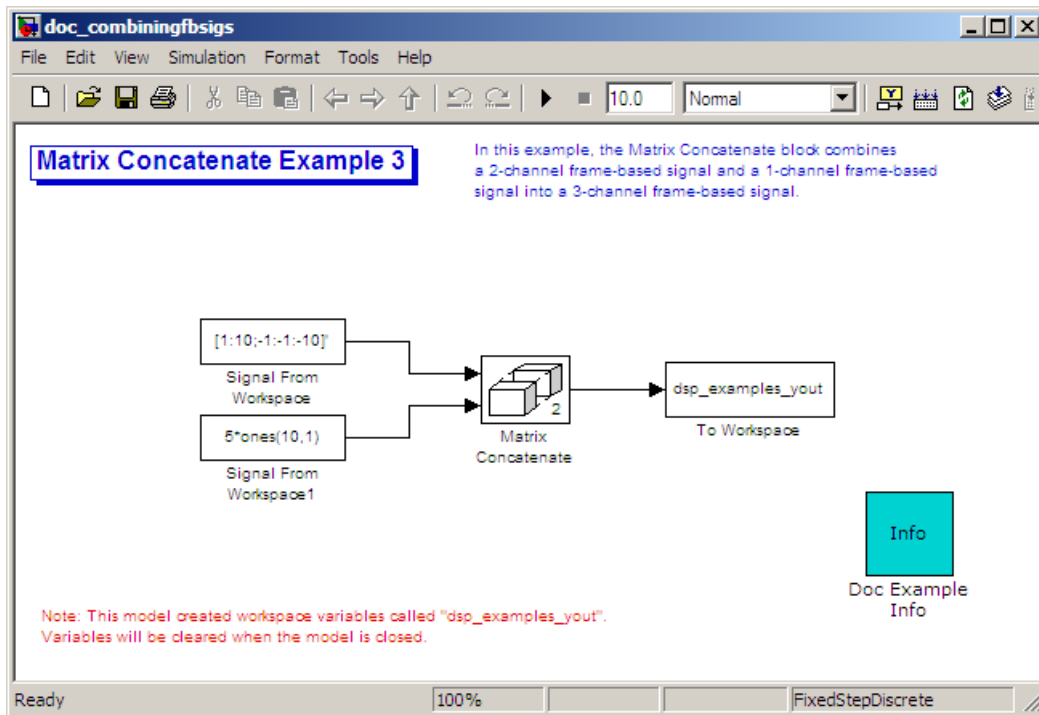 doc_combiningfbsigs
File Edit View Simulation Format Tools Help
10.0 Normal
Matrix Concatenate Example 3
In this example, the Matrix Concatenate block combines
a 2-channel frame-based signal and a 1-channel frame-based
signal into a 3-channel frame-based signal.
[1:10;-1:-1:-10]'
Signal From
Workspace
5*ones(10,1)
Signal From
Workspace1
2
Matrix
Concatenate
dsp_examples_yout
To Workspace
Info
Doc Example
Info
Note: This model created workspace variables called "dsp_examples_yout".
Variables will be cleared when the model is closed.
Ready 100% FixedStepDiscrete